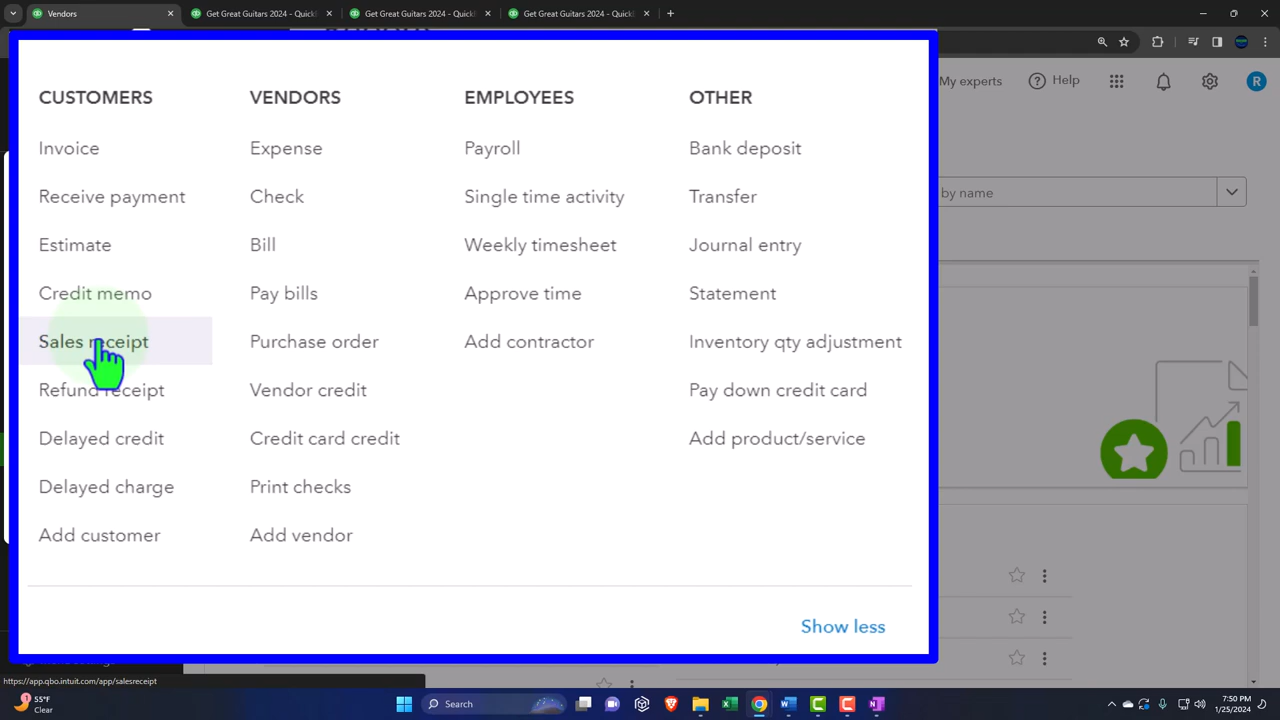 Vendors
Get Great Guitars 2024 - Quick
Get Great Guitars 2024 - Quick
Get Great Guitars 2024 - Quick
My experts
Help
R
by name
CUSTOMERS
Invoice
Receive payment
Estimate
Credit memo
Sales receipt
Refund receipt
Delayed credit
Delayed charge
Add customer
VENDORS
Expense
Check
Bill
Pay bills
Purchase order
Vendor credit
Credit card credit
Print checks
Add vendor
EMPLOYEES
Payroll
Single time activity
Weekly timesheet
Approve time
Add contractor
OTHER
Bank deposit
Transfer
Journal entry
Statement
Inventory qty adjustment
Pay down credit card
Add product/service
Show less
https://app.qbo.intuit.com/app/salesreceipt
55°F
Clear
Search
7:50 PM
1/25/2024